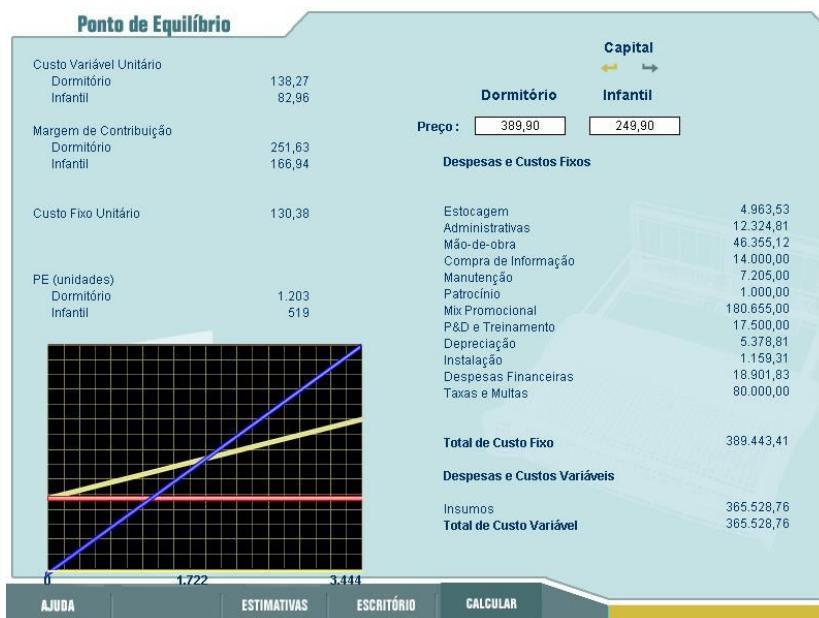 Ponto de Equilíbrio
Custo Variável Unitário
Dormitório 138,27
Infantil 82,96
Margem de Contribuição
Dormitório 251,63
Infantil 166,94
Custo Fixo Unitário 130,38
PE (unidades)
Dormitório 1.203
Infantil 519
0 1.722 3.444
Capital
Dormitório Infantil
Preço : 389,90 249,90
Despesas e Custos Fixos
Estocagem 4.963,53
Administrativas 12.324,81
Mão-de-obra 46.355,12
Compra de Informação 14.000,00
Manutenção 7.205,00
Patrocínio 1.000,00
Mix Promocional 180.655,00
P&D e Treinamento 17.500,00
Depreciação 5.378,81
Instalação 1.159,31
Despesas Financeiras 18.901,83
Taxas e Multas 80.000,00
Total de Custo Fixo 389.443,41
Despesas e Custos Variáveis
Insumos 365.528,76
Total de Custo Variável 365.528,76
AJUDA ESTIMATIVAS ESCRITÓRIO CALCULAR